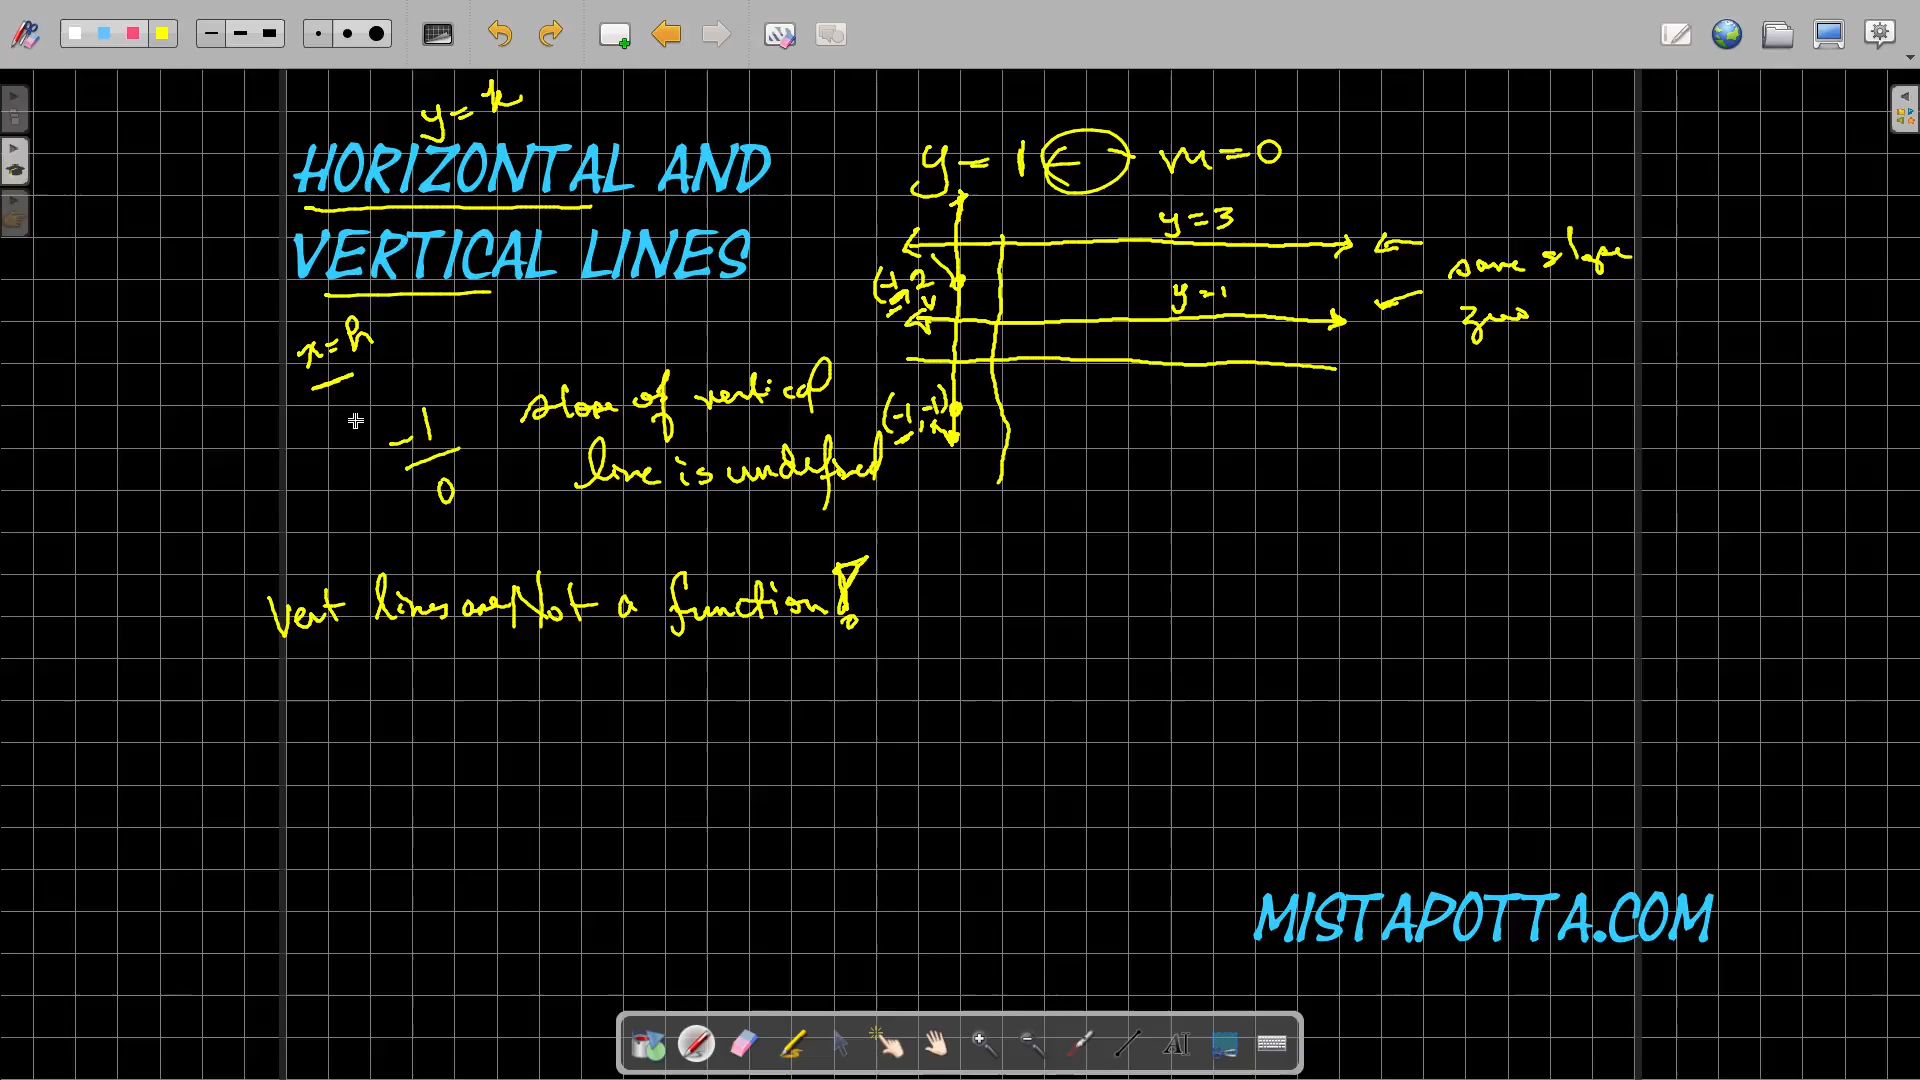 y = k
HORIZONTAL AND
VERTICAL LINES
x = h
y = 1 ← m = 0
y = 3
same slope
zero
(-1, 2)
y = 1
-1
0
slope of vertical
line is undefined
(-1, -1)
Vert lines are Not a function!
MISTAPOTTA.COM
AI